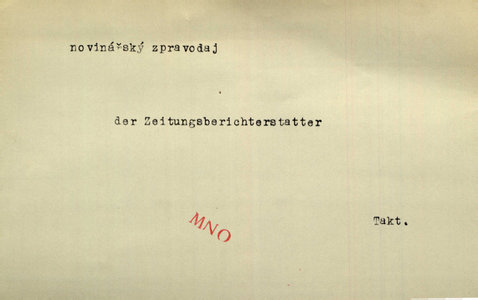 novinářský zpravodaj
der Zeitungsberichterstatter
MNO
Takt.